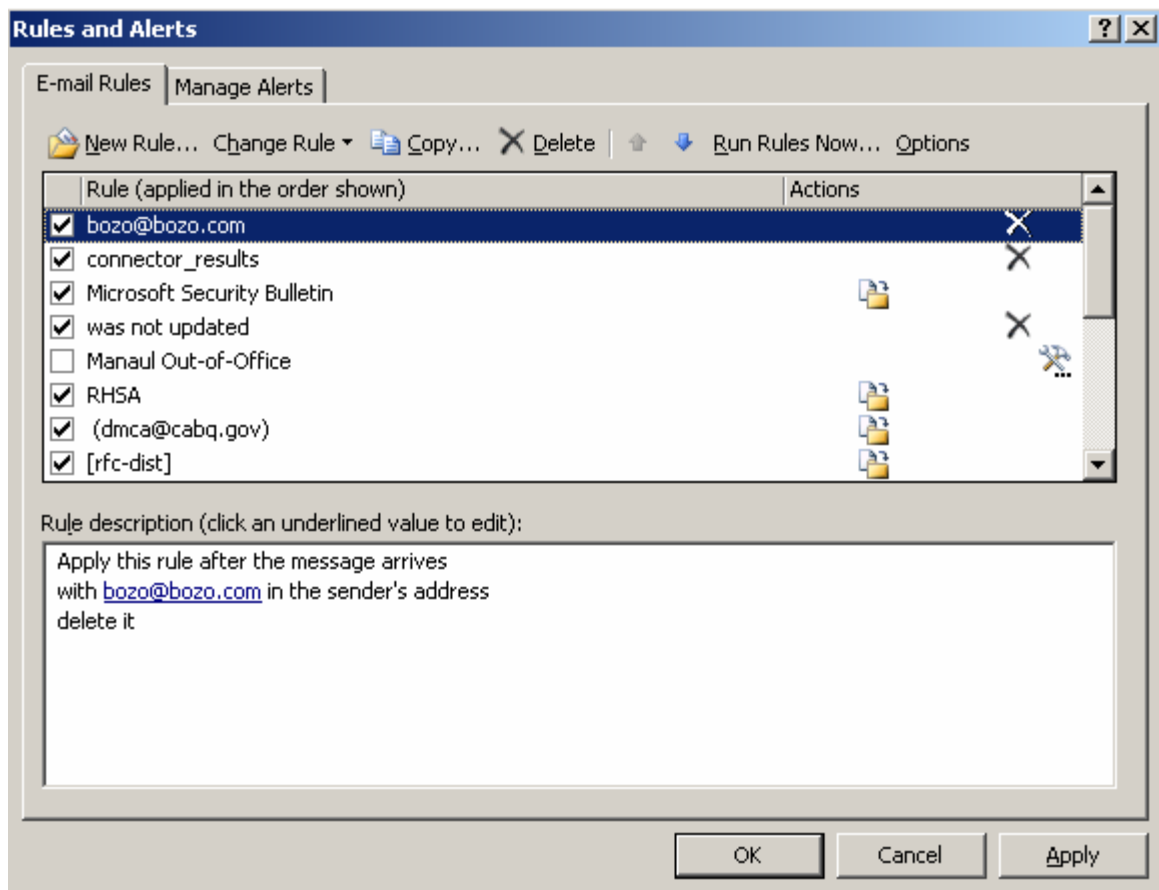 Rules and Alerts
E-mail Rules Manage Alerts
New Rule... Change Rule Copy... Delete Run Rules Now... Options
Rule (applied in the order shown) Actions
bozo@bozo.com
connector_results
Microsoft Security Bulletin
was not updated
Manaul Out-of-Office
RHSA
(dmca@cabq.gov)
[rfc-dist]
Rule description (click an underlined value to edit):
Apply this rule after the message arrives
with bozo@bozo.com in the sender's address
delete it
OK Cancel Apply